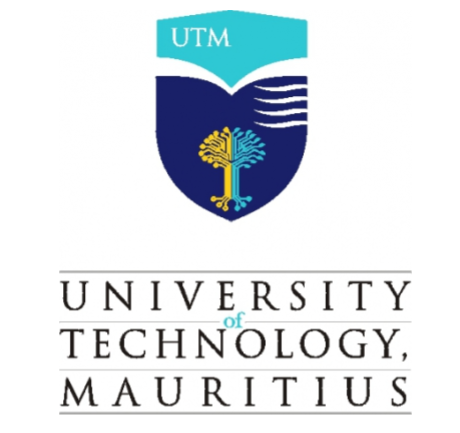 UTM
UNIVERSITY
of
TECHNOLOGY,
MAURITIUS